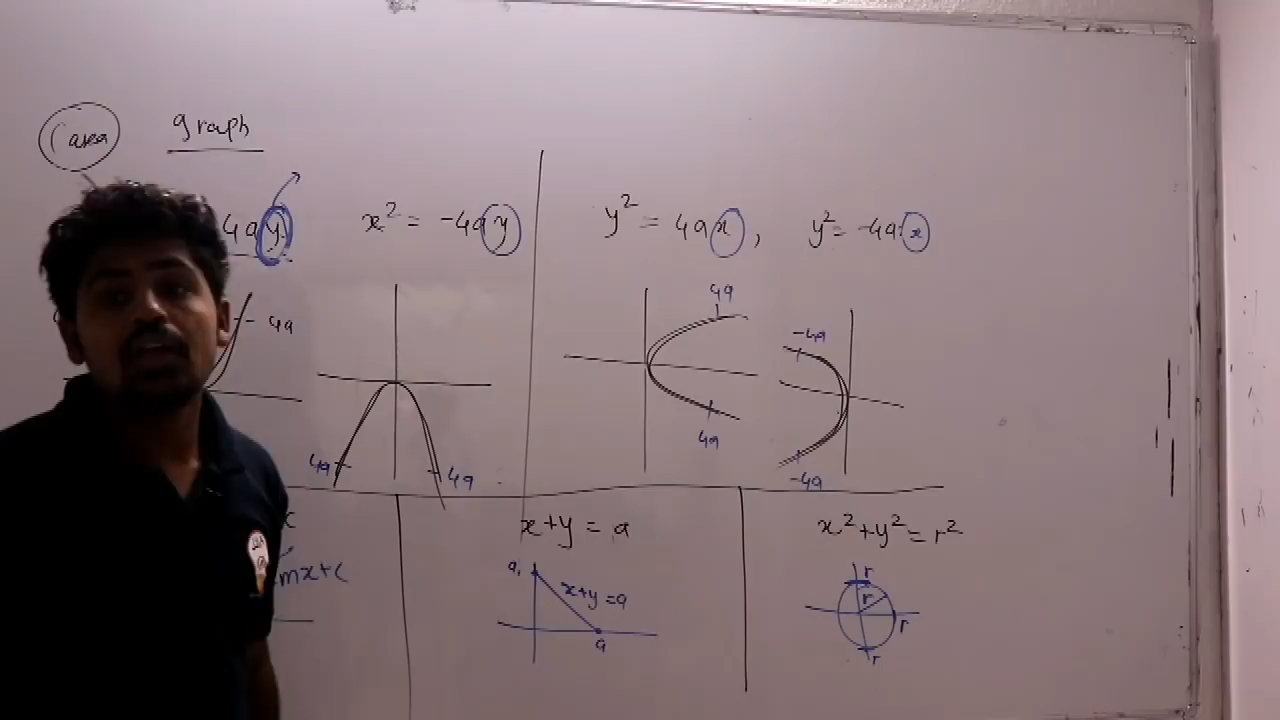 area
graph
4ay
x² = -4ay
y² = 4ax ,
y² = -4ax
4a
4a
4a
4a
4a
-4a
4a
-4a
x+y = a
x²+y² = r²
mx+c
a
x+y=a
a
r
r
r
r